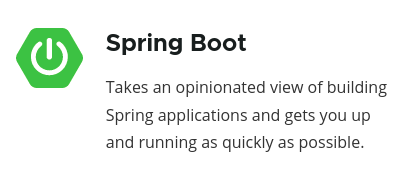 Spring Boot
Takes an opinionated view of building
Spring applications and gets you up
and running as quickly as possible.